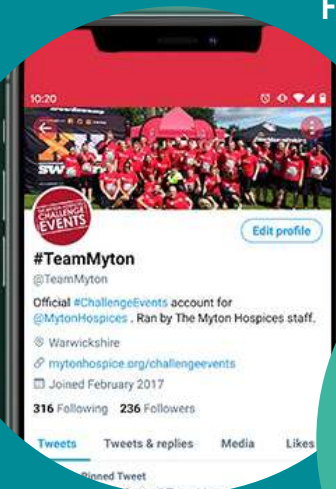 F
10:20
SW
CHALLENGE
EVENTS
Edit profile
#TeamMyton
@TeamMyton
Official #ChallengeEvents account for
@MytonHospices . Ran by The Myton Hospices staff.
Warwickshire
mytonhospice.org/challengeevents
Joined February 2017
316 Following 236 Followers
Tweets Tweets & replies Media Likes
Pinned Tweet